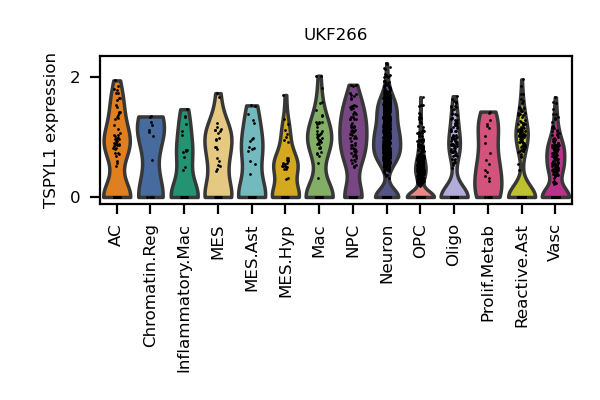 UKF266
TSPYL1 expression
2
0
AC
Chromatin.Reg
Inflammatory.Mac
MES
MES.Ast
MES.Hyp
Mac
NPC
Neuron
OPC
Oligo
Prolif.Metab
Reactive.Ast
Vasc